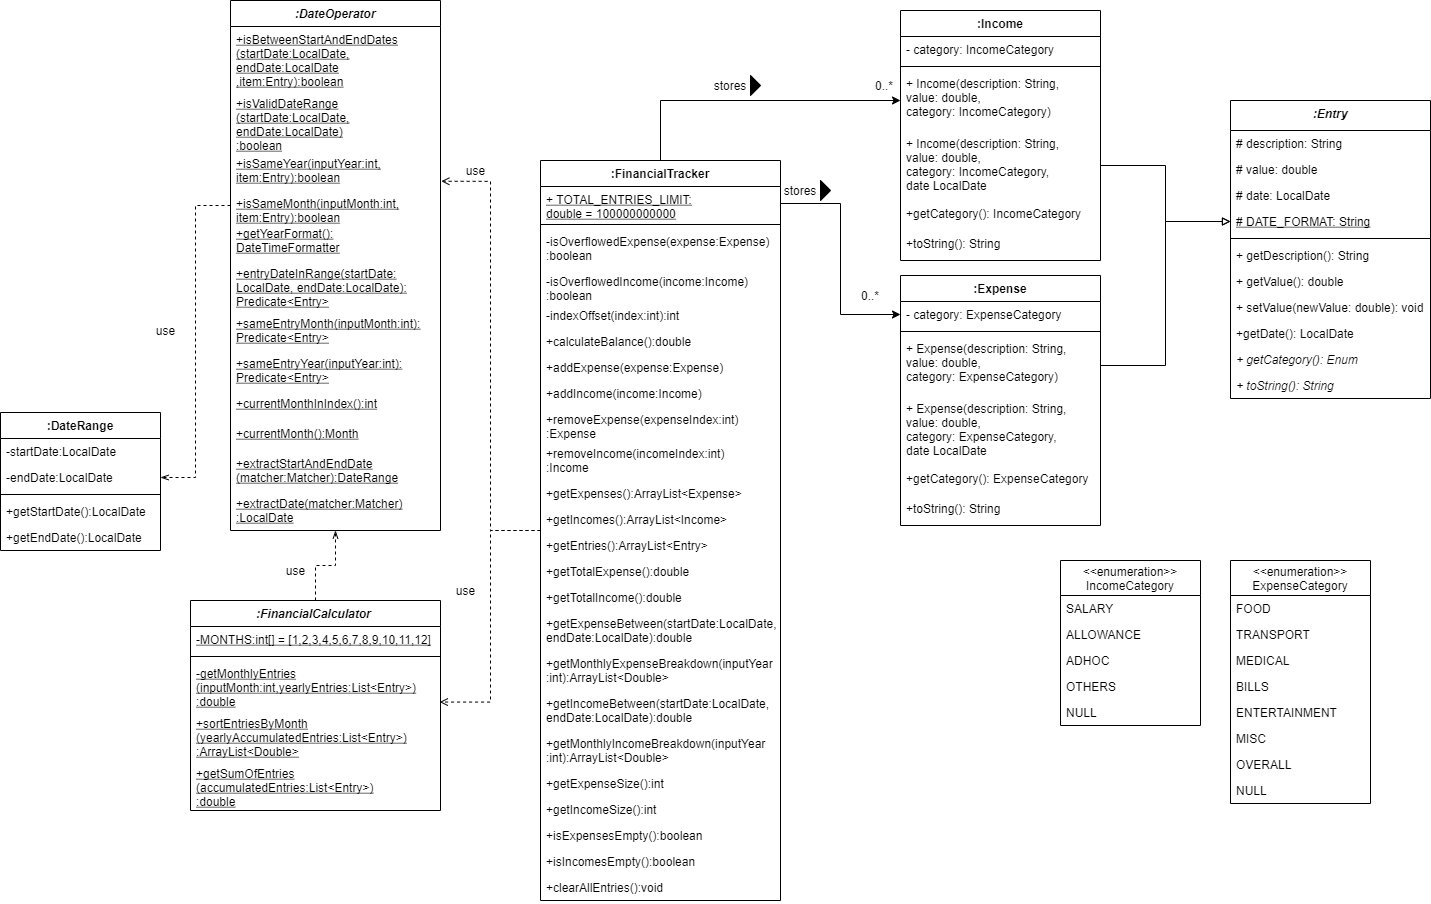 :DateOperator
+isBetweenStartAndEndDates
(startDate:LocalDate,
endDate:LocalDate
,item:Entry):boolean
+isValidDateRange
(startDate:LocalDate,
endDate:LocalDate)
:boolean
+isSameYear(inputYear:int,
item:Entry):boolean
+isSameMonth(inputMonth:int,
item:Entry):boolean
+getYearFormat():
DateTimeFormatter
+entryDateInRange(startDate:
LocalDate, endDate:LocalDate):
Predicate<Entry>
+sameEntryMonth(inputMonth:int):
Predicate<Entry>
+sameEntryYear(inputYear:int):
Predicate<Entry>
+currentMonthInIndex():int
+currentMonth():Month
+extractStartAndEndDate
(matcher:Matcher):DateRange
+extractDate(matcher:Matcher)
:LocalDate
use
:DateRange
-startDate:LocalDate
-endDate:LocalDate
+getStartDate():LocalDate
+getEndDate():LocalDate
use
:FinancialCalculator
-MONTHS:int[] = [1,2,3,4,5,6,7,8,9,10,11,12]
-getMonthlyEntries
(inputMonth:int,yearlyEntries:List<Entry>)
:double
+sortEntriesByMonth
(yearlyAccumulatedEntries:List<Entry>)
:ArrayList<Double>
+getSumOfEntries
(accumulatedEntries:List<Entry>)
:double
use
use
:FinancialTracker
+ TOTAL_ENTRIES_LIMIT:
double = 100000000000
-isOverflowedExpense(expense:Expense)
:boolean
-isOverflowedIncome(income:Income)
:boolean
-indexOffset(index:int):int
+calculateBalance():double
+addExpense(expense:Expense)
+addIncome(income:Income)
+removeExpense(expenseIndex:int)
:Expense
+removeIncome(incomeIndex:int)
:Income
+getExpenses():ArrayList<Expense>
+getIncomes():ArrayList<Income>
+getEntries():ArrayList<Entry>
+getTotalExpense():double
+getTotalIncome():double
+getExpenseBetween(startDate:LocalDate,
endDate:LocalDate):double
+getMonthlyExpenseBreakdown(inputYear
int):ArrayList<Double>
+getIncomeBetween(startDate:LocalDate,
endDate:LocalDate):double
+getMonthlyIncomeBreakdown(inputYear
:int):ArrayList<Double>
+getExpenseSize():int
+getIncomeSize():int
+isExpensesEmpty():boolean
+isIncomesEmpty():boolean
+clearAllEntries():void
stores
0..*
stores
0..*
:Income
- category: IncomeCategory
+ Income(description: String,
value: double,
category: IncomeCategory)
+ Income(description: String,
value: double,
category: IncomeCategory,
date LocalDate
+getCategory(): IncomeCategory
+toString(): String
:Expense
- category: ExpenseCategory
+ Expense(description: String,
value: double,
category: ExpenseCategory)
+ Expense(description: String,
value: double,
category: ExpenseCategory,
date LocalDate
+getCategory(): ExpenseCategory
+toString(): String
:Entry
# description: String
# value: double
# date: LocalDate
# DATE_FORMAT: String
+ getDescription(): String
+ getValue(): double
+ setValue(newValue: double): void
+getDate(): LocalDate
+ getCategory(): Enum
+ toString(): String
<<enumeration>>
IncomeCategory
SALARY
ALLOWANCE
ADHOC
OTHERS
NULL
<<enumeration>>
ExpenseCategory
FOOD
TRANSPORT
MEDICAL
BILLS
ENTERTAINMENT
MISC
OVERALL
NULL